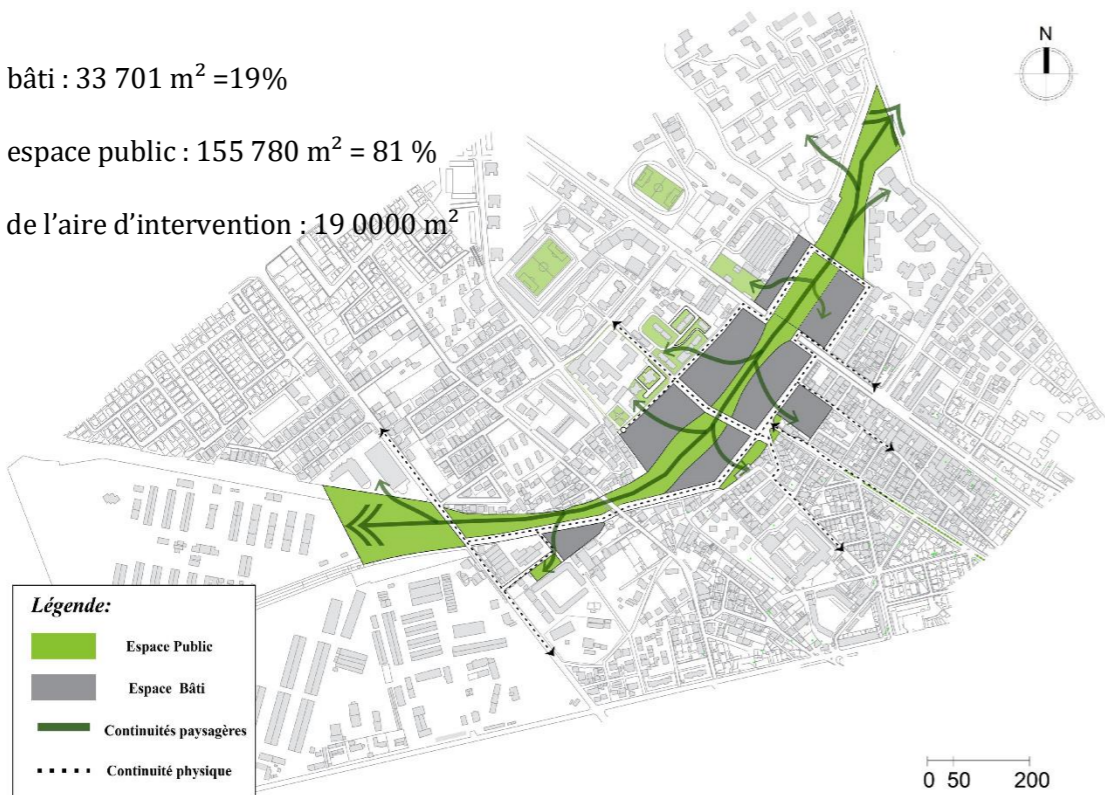 bâti : 33 701 m² =19%
espace public : 155 780 m² = 81 %
de l'aire d'intervention : 19 0000 m²
N
Légende:
Espace Public
Espace Bâti
Continuités paysagères
Continuité physique
0 50 200